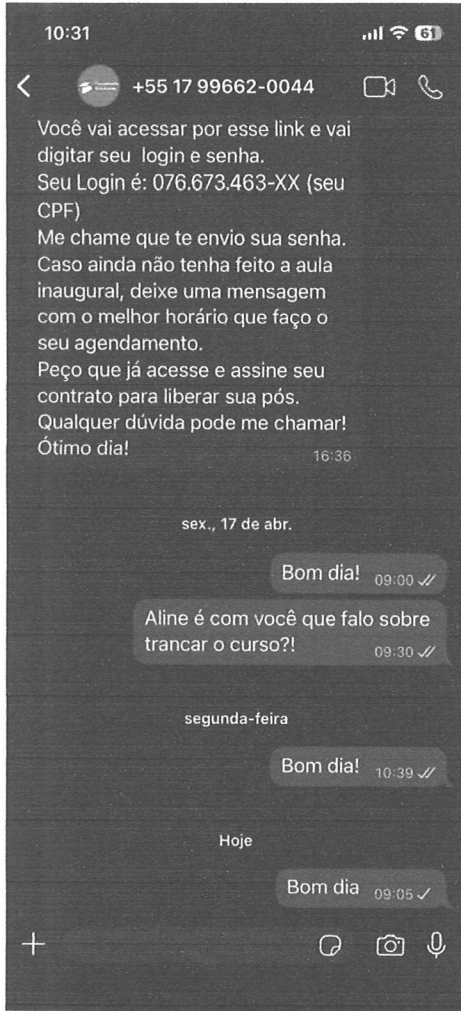 10:31
61
+55 17 99662-0044
Você vai acessar por esse link e vai
digitar seu login e senha.
Seu Login é: 076.673.463-XX (seu
CPF)
Me chame que te envio sua senha.
Caso ainda não tenha feito a aula
inaugural, deixe uma mensagem
com o melhor horário que faço o
seu agendamento.
Peço que já acesse e assine seu
contrato para liberar sua pós.
Qualquer dúvida pode me chamar!
Ótimo dia!
16:36
sex., 17 de abr.
Bom dia! 09:00
Aline é com você que falo sobre
trancar o curso?! 09:30
segunda-feira
Bom dia! 10:39
Hoje
Bom dia 09:05